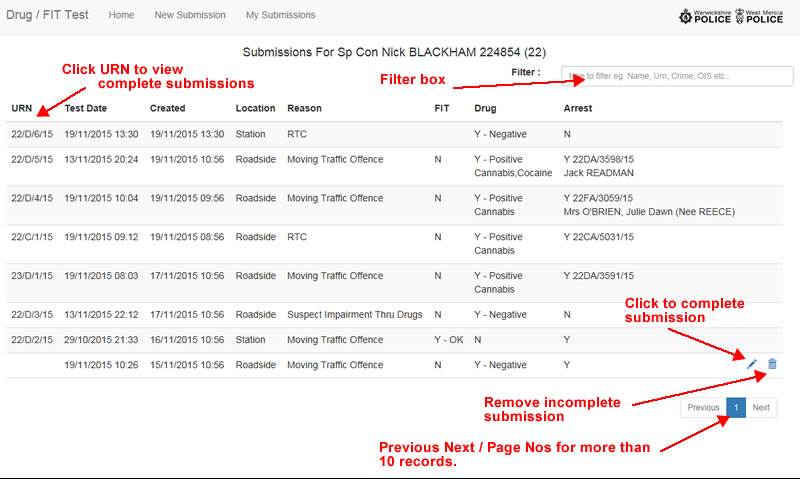 Drug / FIT Test Home New Submission My Submissions Warwickshire POLICE West Mercia POLICE
Submissions For Sp Con Nick BLACKHAM 224854 (22)
Click URN to view
complete submissions
Filter box
Filter : type to filter eg. Name, Urn, Crime, OIS etc..
URN Test Date Created Location Reason FIT Drug Arrest
22/D/6/15 19/11/2015 13:30 19/11/2015 13:30 Station RTC Y - Negative N
22/D/5/15 13/11/2015 20:24 19/11/2015 10:56 Roadside Moving Traffic Offence N Y - Positive Y 22DA/3598/15
Cannabis,Cocaine Jack READMAN
22/D/4/15 19/11/2015 10:04 19/11/2015 09:56 Roadside Moving Traffic Offence N Y - Positive Y 22FA/3059/15
Cannabis Mrs O'BRIEN, Julie Dawn (Nee REECE)
22/C/1/15 19/11/2015 09:12 19/11/2015 08:56 Roadside RTC N Y - Positive Y 22CA/5031/15
Cannabis
23/D/1/15 19/11/2015 08:03 17/11/2015 10:56 Roadside Moving Traffic Offence N Y - Positive Y 22DA/3591/15
Cannabis
22/D/3/15 13/11/2015 22:12 17/11/2015 10:56 Roadside Suspect Impairment Thru Drugs N Y - Negative N
22/D/2/15 29/10/2015 21:33 16/11/2015 10:56 Station Moving Traffic Offence Y - OK N Y
19/11/2015 10:26 15/11/2015 10:56 Roadside Moving Traffic Offence N Y - Negative Y
Click to complete
submission
Remove incomplete
submission
Previous 1 Next
Previous Next / Page Nos for more than
10 records.